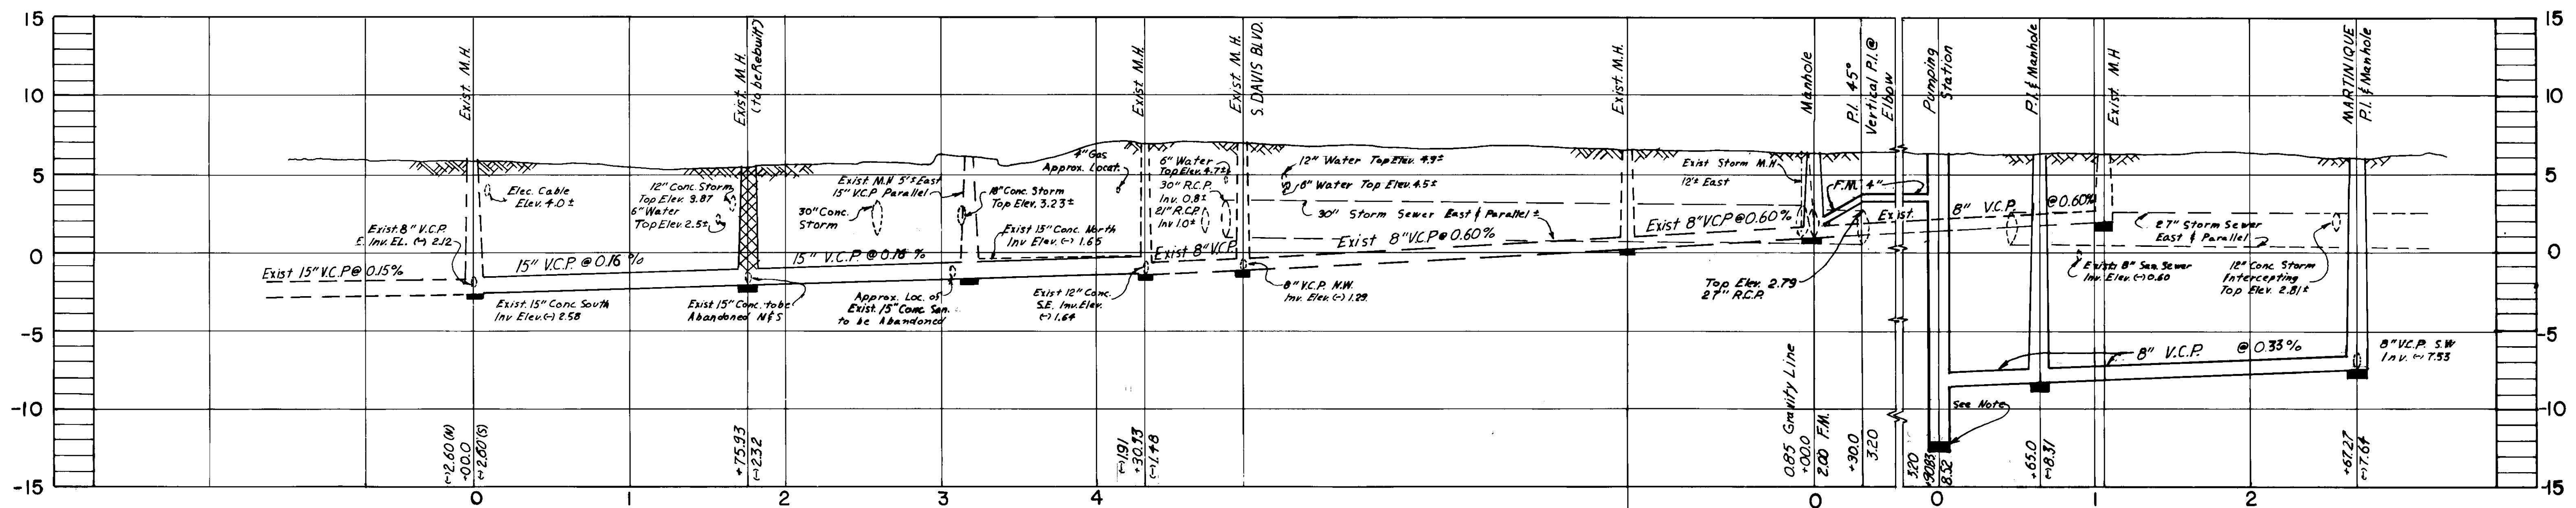 15
10
5
0
-5
-10
-15
Exist. M.H.
Exist. M.H.
(to be Rebuilt)
Exist. M.H
Exist. M.H.
S. DAVIS BLVD.
Exist. M.H.
Manhole
P.I. 45°
Vertical P.I. @
Elbow
Pumping
Station
P.I. & Manhole
Exist. M.H
MARTINIQUE
P.I. & Manhole
15
10
5
0
-5
-10
-15
Elec. Cable
Elev. 4.0±
Exist. 8" V.C.P.
E. Inv. EL. (-) 2.12
Exist 15" V.C.P @ 0.15%
15" V.C.P. @ 0.16 %
Exist. 15" Conc. South
Inv Elev. (-) 2.58
12" Conc. Storm
Top Elev. 3.87
6" Water
Top Elev. 2.5±
Exist 15" Conc. to be
Abandoned N & S
30" Conc.
Storm
Exist. M.H 5'± East
15" V.C.P. Parallel
18" Conc. Storm
Top Elev. 3.23±
15" V.C.P. @ 0.16 %
Exist 15" Conc. North
Inv Elev. (-) 1.65
Approx. Loc. of
Exist. 15" Conc. San.
to be Abandoned
4" Gas
Approx. Locat.
Exist 12" Conc.
S.E. Inv. Elev.
(-) 1.64
6" Water
Top Elev. 4.7±
30" R.C.P.
Inv. 0.8±
21" R.C.P.
Inv 1.0±
Exist 8" V.C.P.
12" Water Top Elev. 4.9±
8" Water Top Elev. 4.5±
30" Storm Sewer East & Parallel ±
Exist 8" V.C.P @ 0.60%
8" V.C.P. N.W.
Inv. Elev. (-) 1.29
Exist Storm M.H
12'± East
Exist 8" VCP @ 0.60%
F.M. 4"
Exist. 8" V.C.P. @ 0.60%
Top Elev. 2.79
27" R.C.P.
27" Storm Sewer
East & Parallel
Exist. 8" San. Sewer
Inv. Elev. (-) 0.60
12" Conc Storm
Intercepting
Top Elev. 2.81±
8" V.C.P. @ 0.33%
8" V.C.P. S.W
Inv. (-) 7.53
See Note
(-) 2.60 (N)
+00.0
(-) 2.60' (S)
+75.93
(-) 2.32
(-) 1.91
+30.93
(-) 1.48
0.85 Gravity Line
+00.0
2.00 F.M.
+30.0
3.20
+90.83
8.52
+65.0
(-) 8.31
+67.27
(-) 7.64
0
1
2
3
4
0
0
1
2